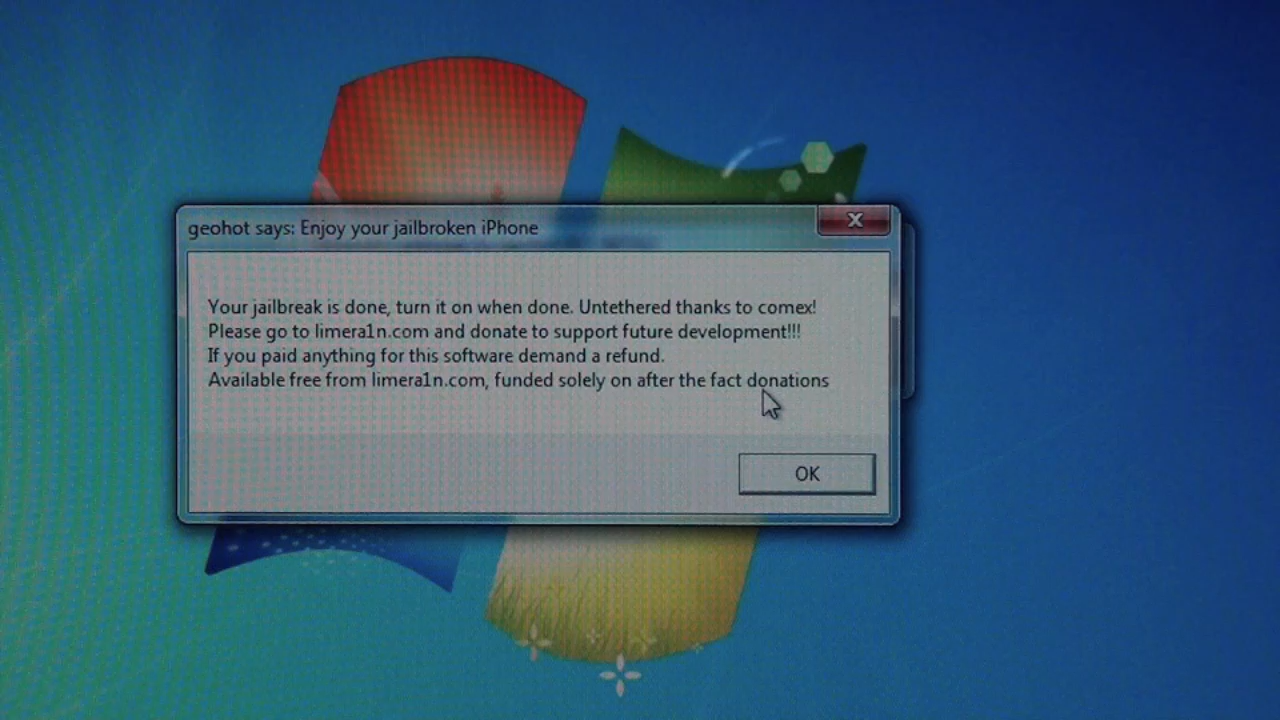 geohot says: Enjoy your jailbroken iPhone
Your jailbreak is done, turn it on when done. Untethered thanks to comex!
Please go to limera1n.com and donate to support future development!!!
If you paid anything for this software demand a refund.
Available free from limera1n.com, funded solely on after the fact donations
OK